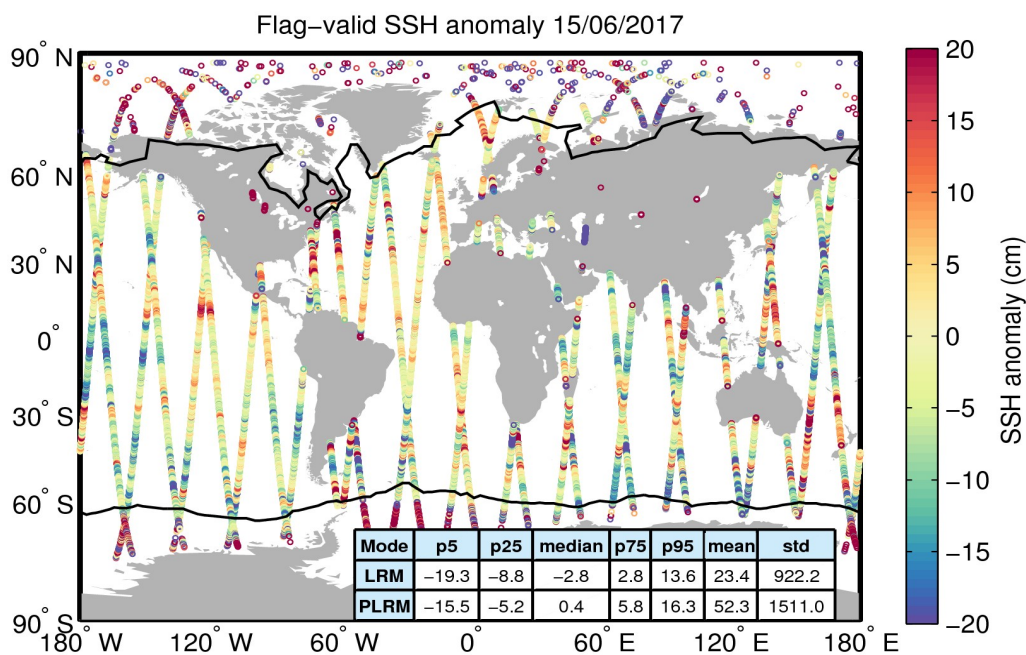 Flag−valid SSH anomaly 15/06/2017
90° N
60° N
30° N
0°
30° S
60° S
90° S
180° W
120° W
60° W
0°
60° E
120° E
180° E
Mode p5 p25 median p75 p95 mean std
LRM −19.3 −8.8 −2.8 2.8 13.6 23.4 922.2
PLRM −15.5 −5.2 0.4 5.8 16.3 52.3 1511.0
20
15
10
5
0
−5
−10
−15
−20
SSH anomaly (cm)